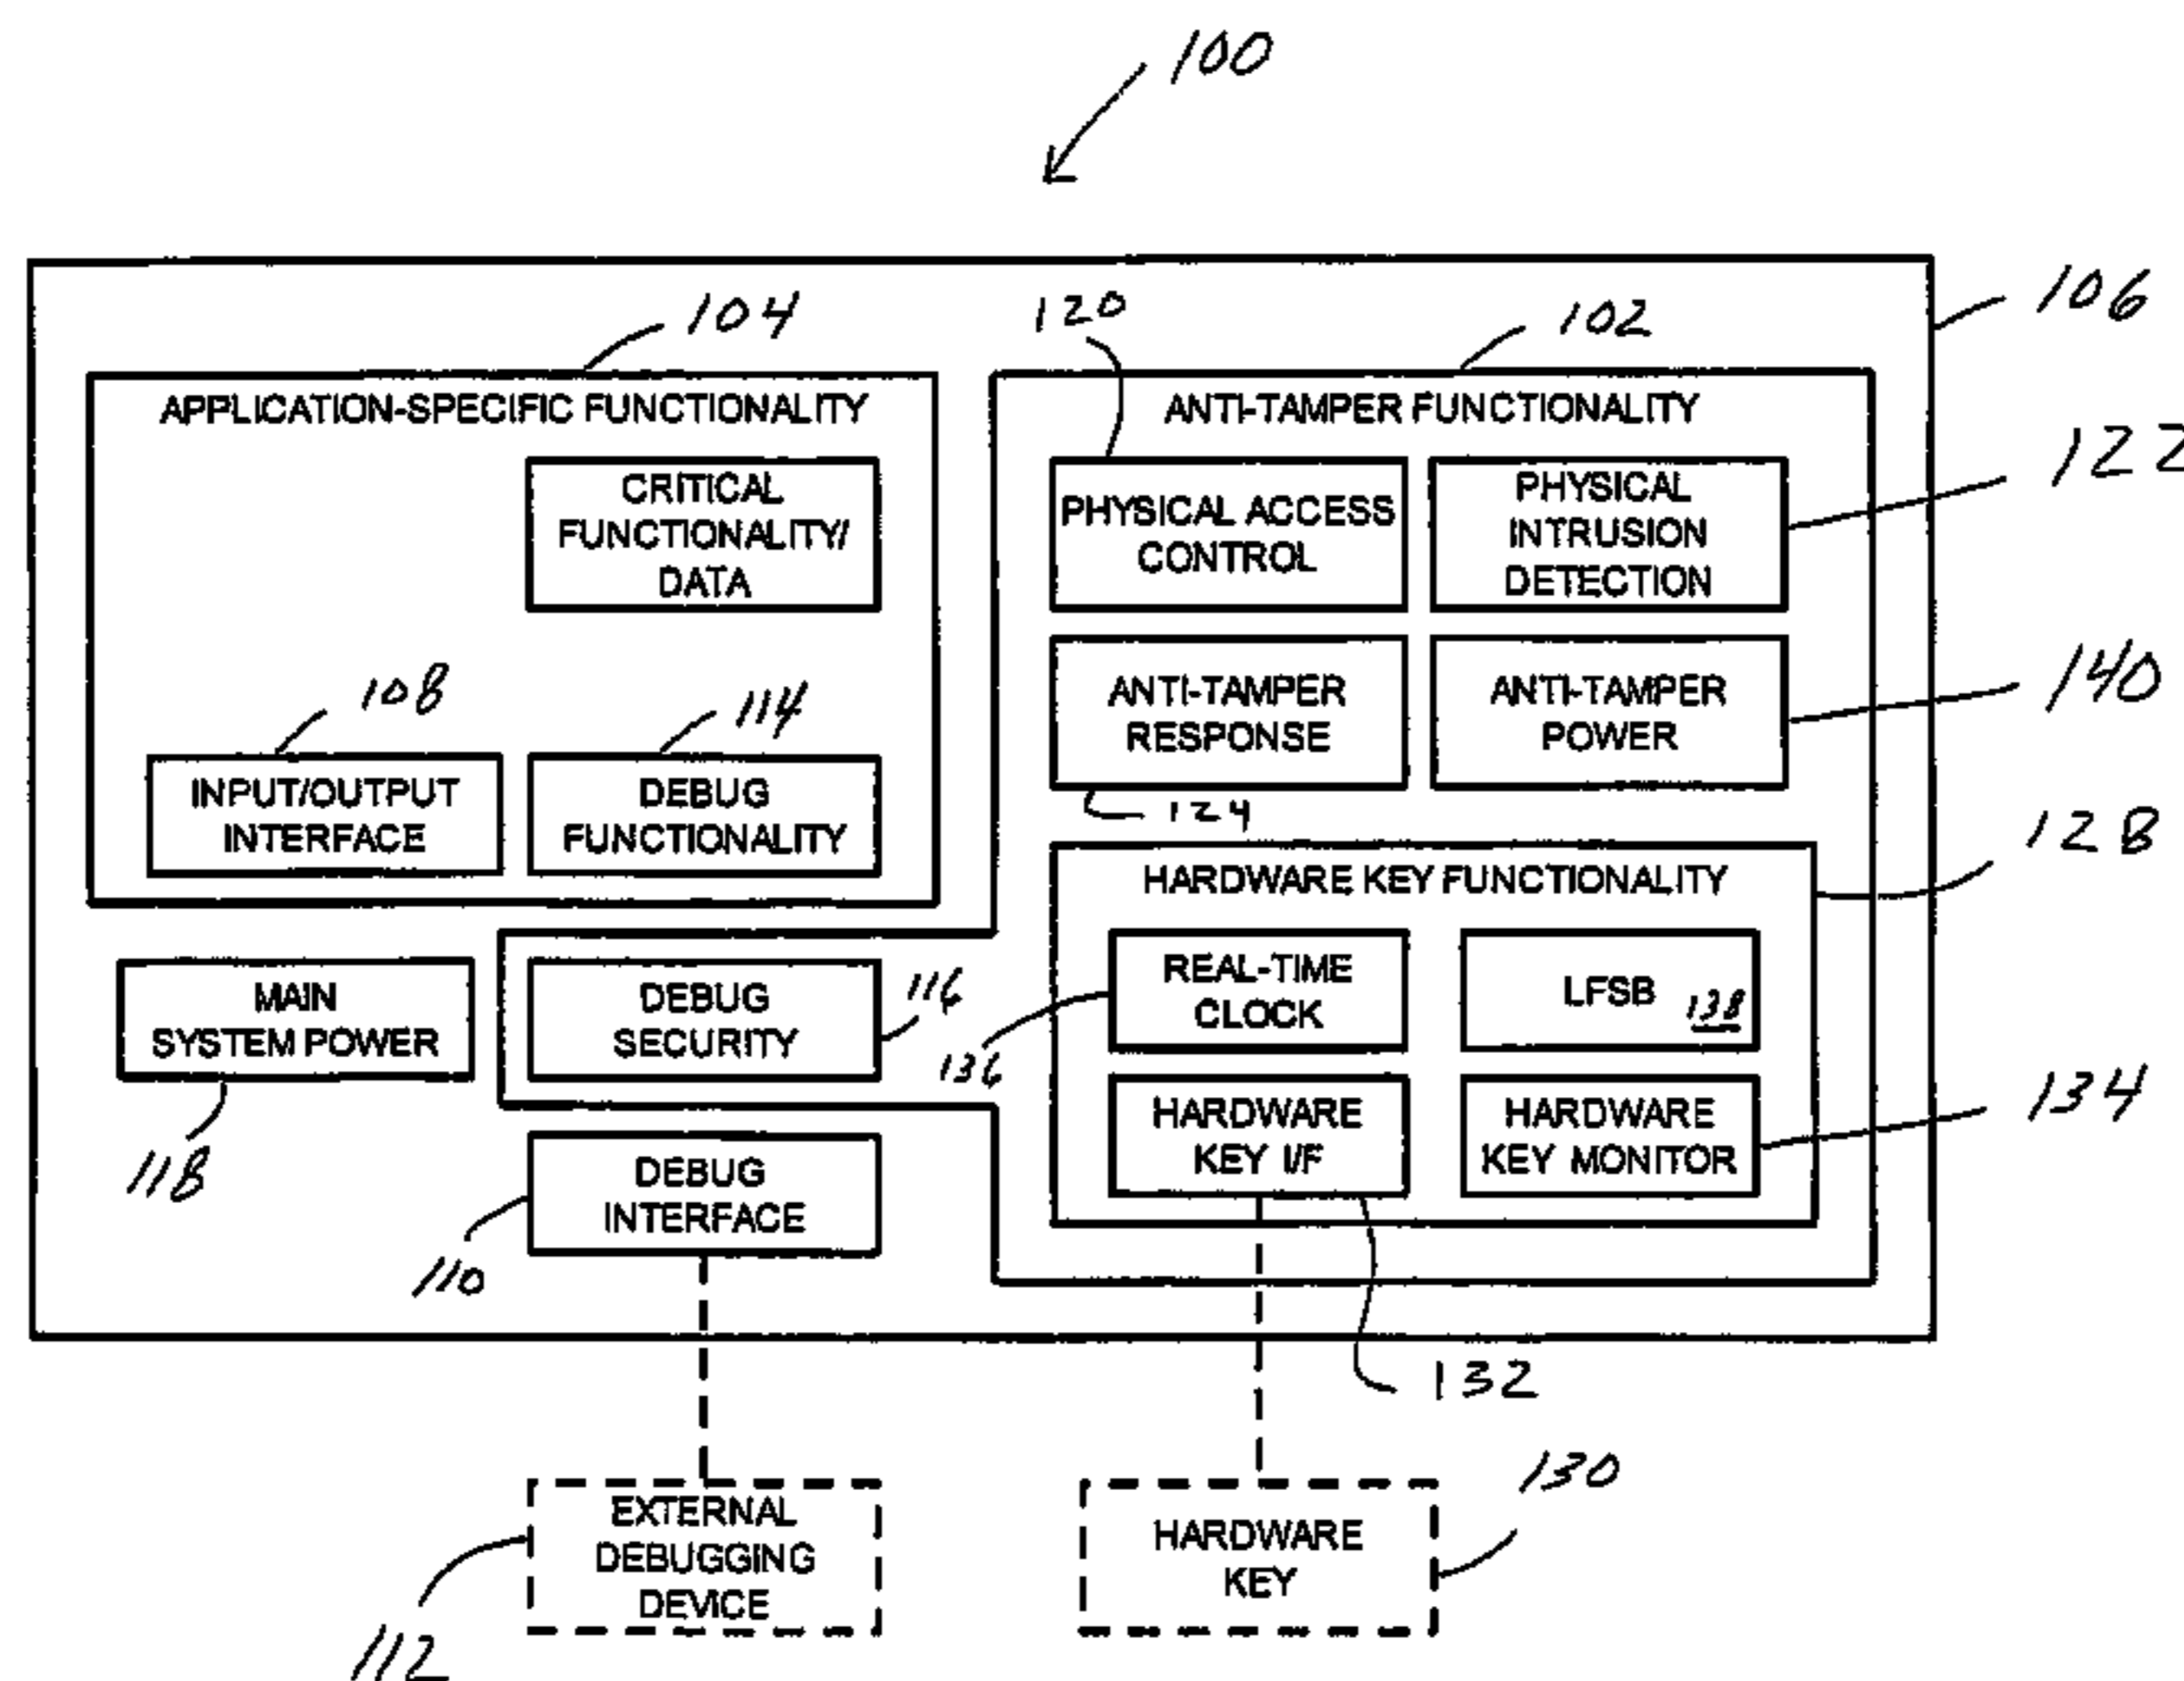 100
106
104
120
102
APPLICATION-SPECIFIC FUNCTIONALITY
ANTI-TAMPER FUNCTIONALITY
122
CRITICAL
FUNCTIONALITY/
DATA
PHYSICAL ACCESS
CONTROL
PHYSICAL
INTRUSION
DETECTION
108
114
140
ANTI-TAMPER
RESPONSE
ANTI-TAMPER
POWER
INPUT/OUTPUT
INTERFACE
DEBUG
FUNCTIONALITY
124
128
HARDWARE KEY FUNCTIONALITY
MAIN
SYSTEM POWER
DEBUG
SECURITY
116
136
REAL-TIME
CLOCK
LFSB
138
134
118
DEBUG
INTERFACE
110
HARDWARE
KEY I/F
HARDWARE
KEY MONITOR
132
130
EXTERNAL
DEBUGGING
DEVICE
112
HARDWARE
KEY